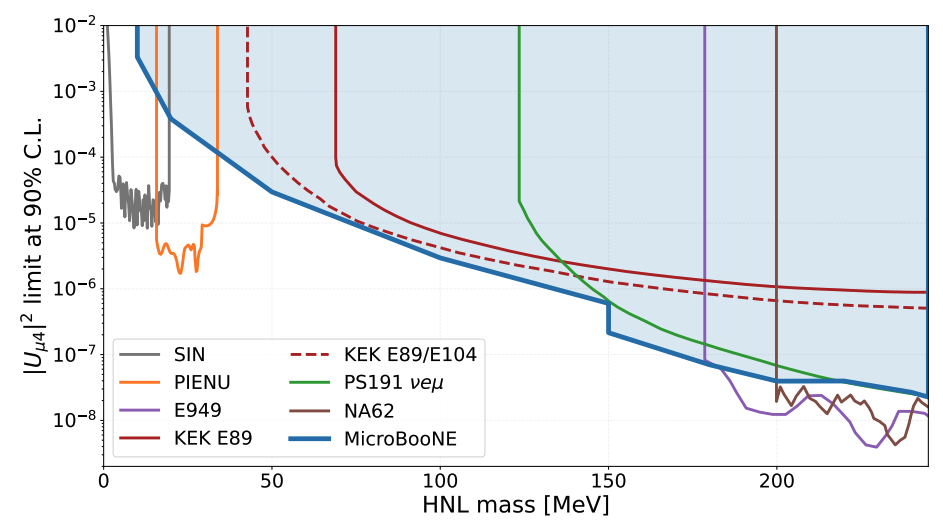 |U_{μ4}|² limit at 90% C.L.
10⁻²
10⁻³
10⁻⁴
10⁻⁵
10⁻⁶
10⁻⁷
10⁻⁸
SIN
PIENU
E949
KEK E89
KEK E89/E104
PS191 νeμ
NA62
MicroBooNE
0 50 100 150 200
HNL mass [MeV]